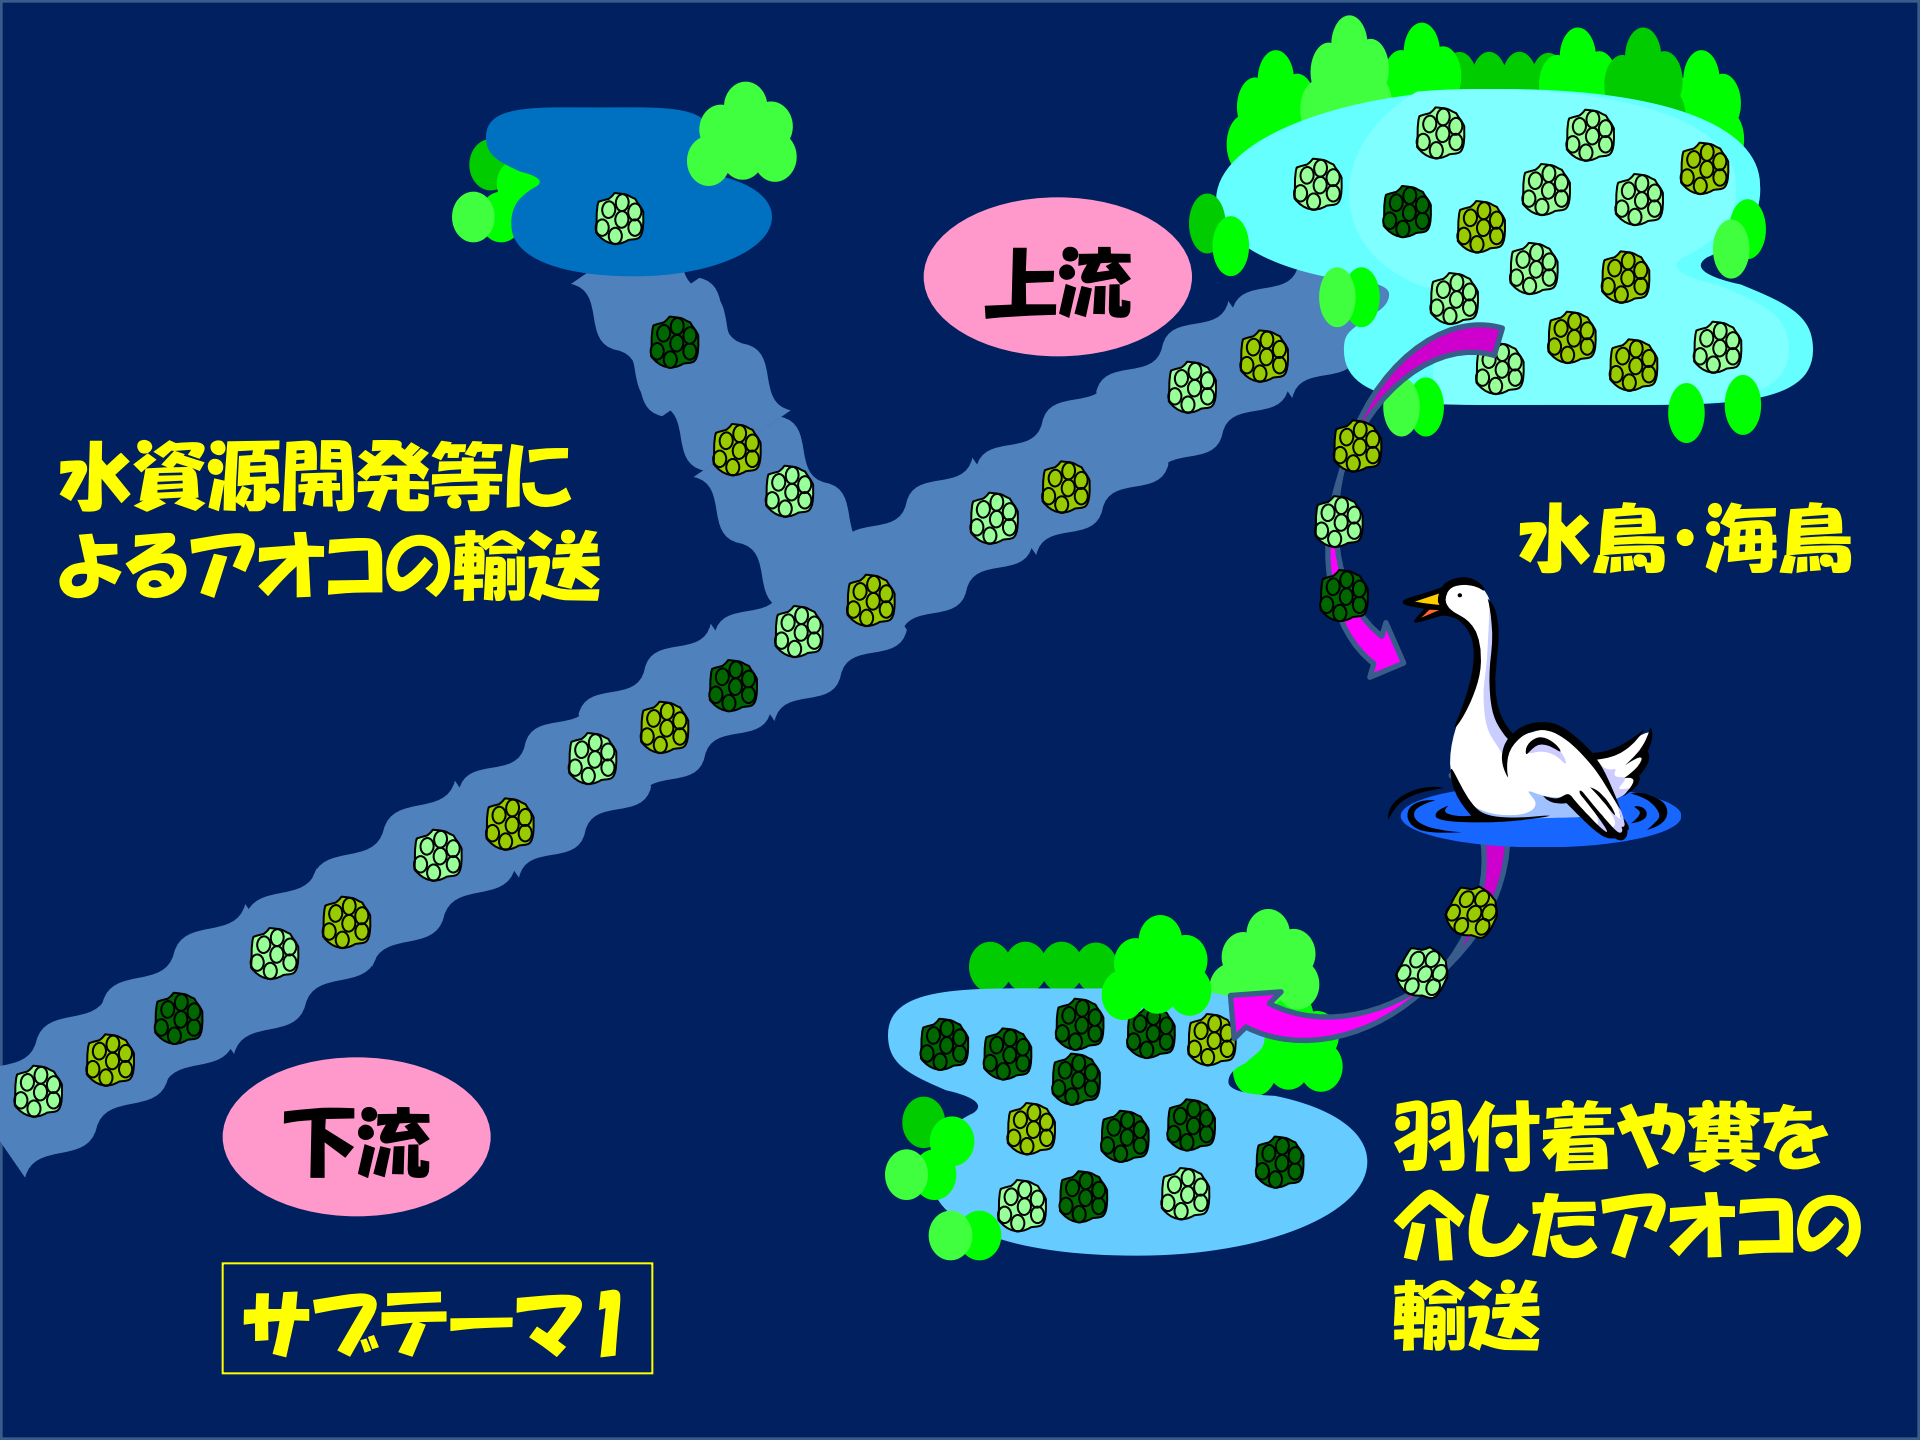 上流
水資源開発等に
よるアオコの輸送
水鳥・海鳥
下流
羽付着や糞を
介したアオコの
輸送
サブテーマ1